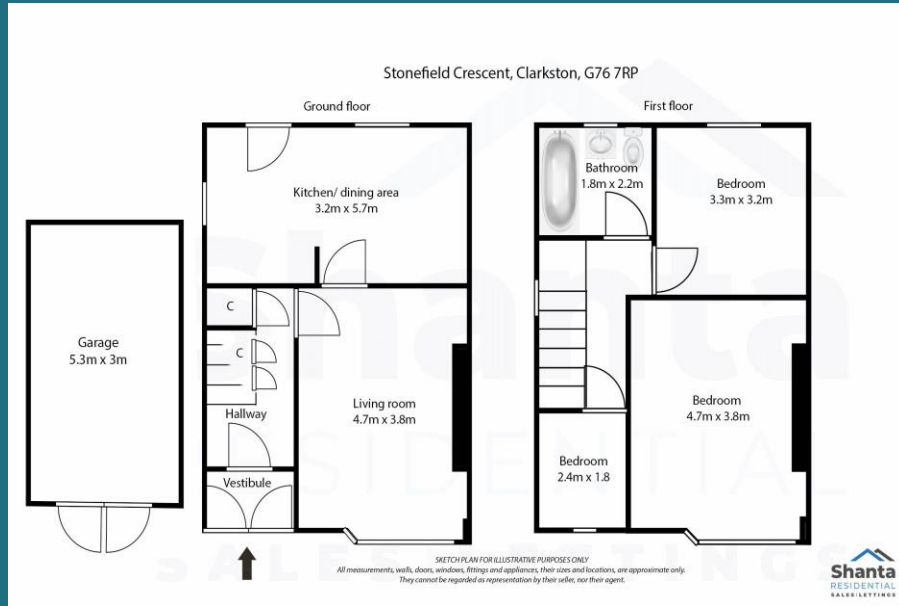 Stonefield Crescent, Clarkston, G76 7RP
Ground floor
First floor
Kitchen/ dining area
3.2m x 5.7m
Bathroom
1.8m x 2.2m
Bedroom
3.3m x 3.2m
C
C
Garage
5.3m x 3m
Hallway
Living room
4.7m x 3.8m
Bedroom
4.7m x 3.8m
Bedroom
2.4m x 1.8
Vestibule
SKETCH PLAN FOR ILLUSTRATIVE PURPOSES ONLY
All measurements, walls, doors, windows, fittings and appliances, their sizes and locations, are approximate only.
They cannot be regarded as representation by their seller, nor their agent.
Shanta
RESIDENTIAL
SALES|LETTINGS
Shanta
RESIDENTIAL
SALES|LETTINGS